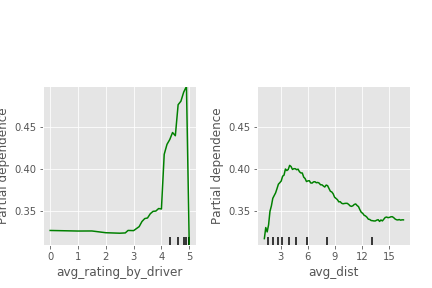 Partial dependence
0.45
0.40
0.35
0 1 2 3 4 5
avg_rating_by_driver
Partial dependence
0.45
0.40
0.35
3 6 9 12 15
avg_dist